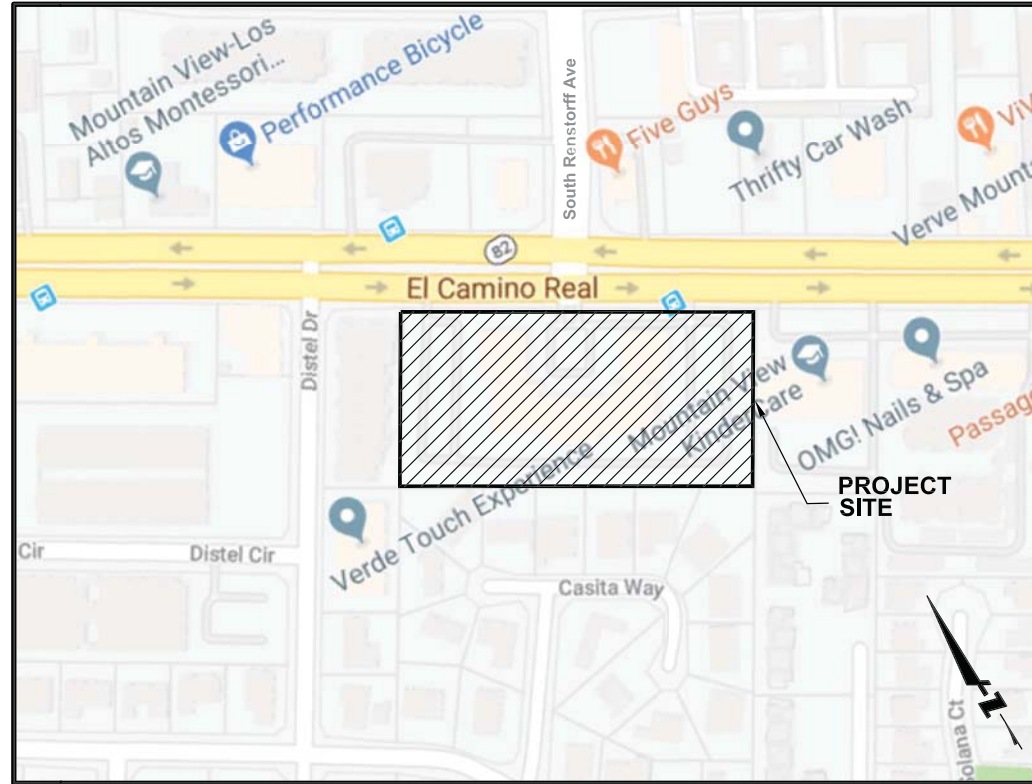 Mountain View-Los
Altos Montessori...
Performance Bicycle
South Renstorff Ave
Five Guys
Thrifty Car Wash
Verve Mounta
82
El Camino Real
Distel Dr
Mountain View
KinderCare
OMG! Nails & Spa
Passag
PROJECT
SITE
Verde Touch Experience
Cir
Distel Cir
Casita Way
Solana Ct
N